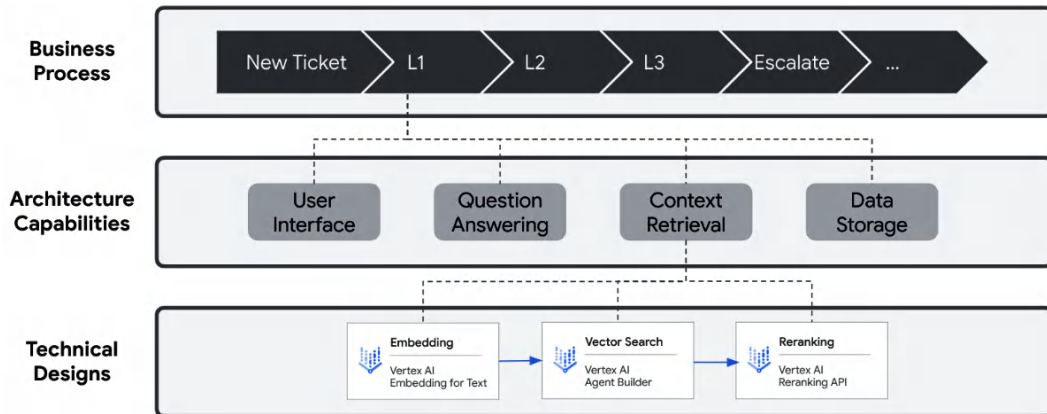 Business
Process
New Ticket
L1
L2
L3
Escalate
...
Architecture
Capabilities
User
Interface
Question
Answering
Context
Retrieval
Data
Storage
Technical
Designs
Embedding
Vertex AI
Embedding for Text
Vector Search
Vertex AI
Agent Builder
Reranking
Vertex AI
Reranking API